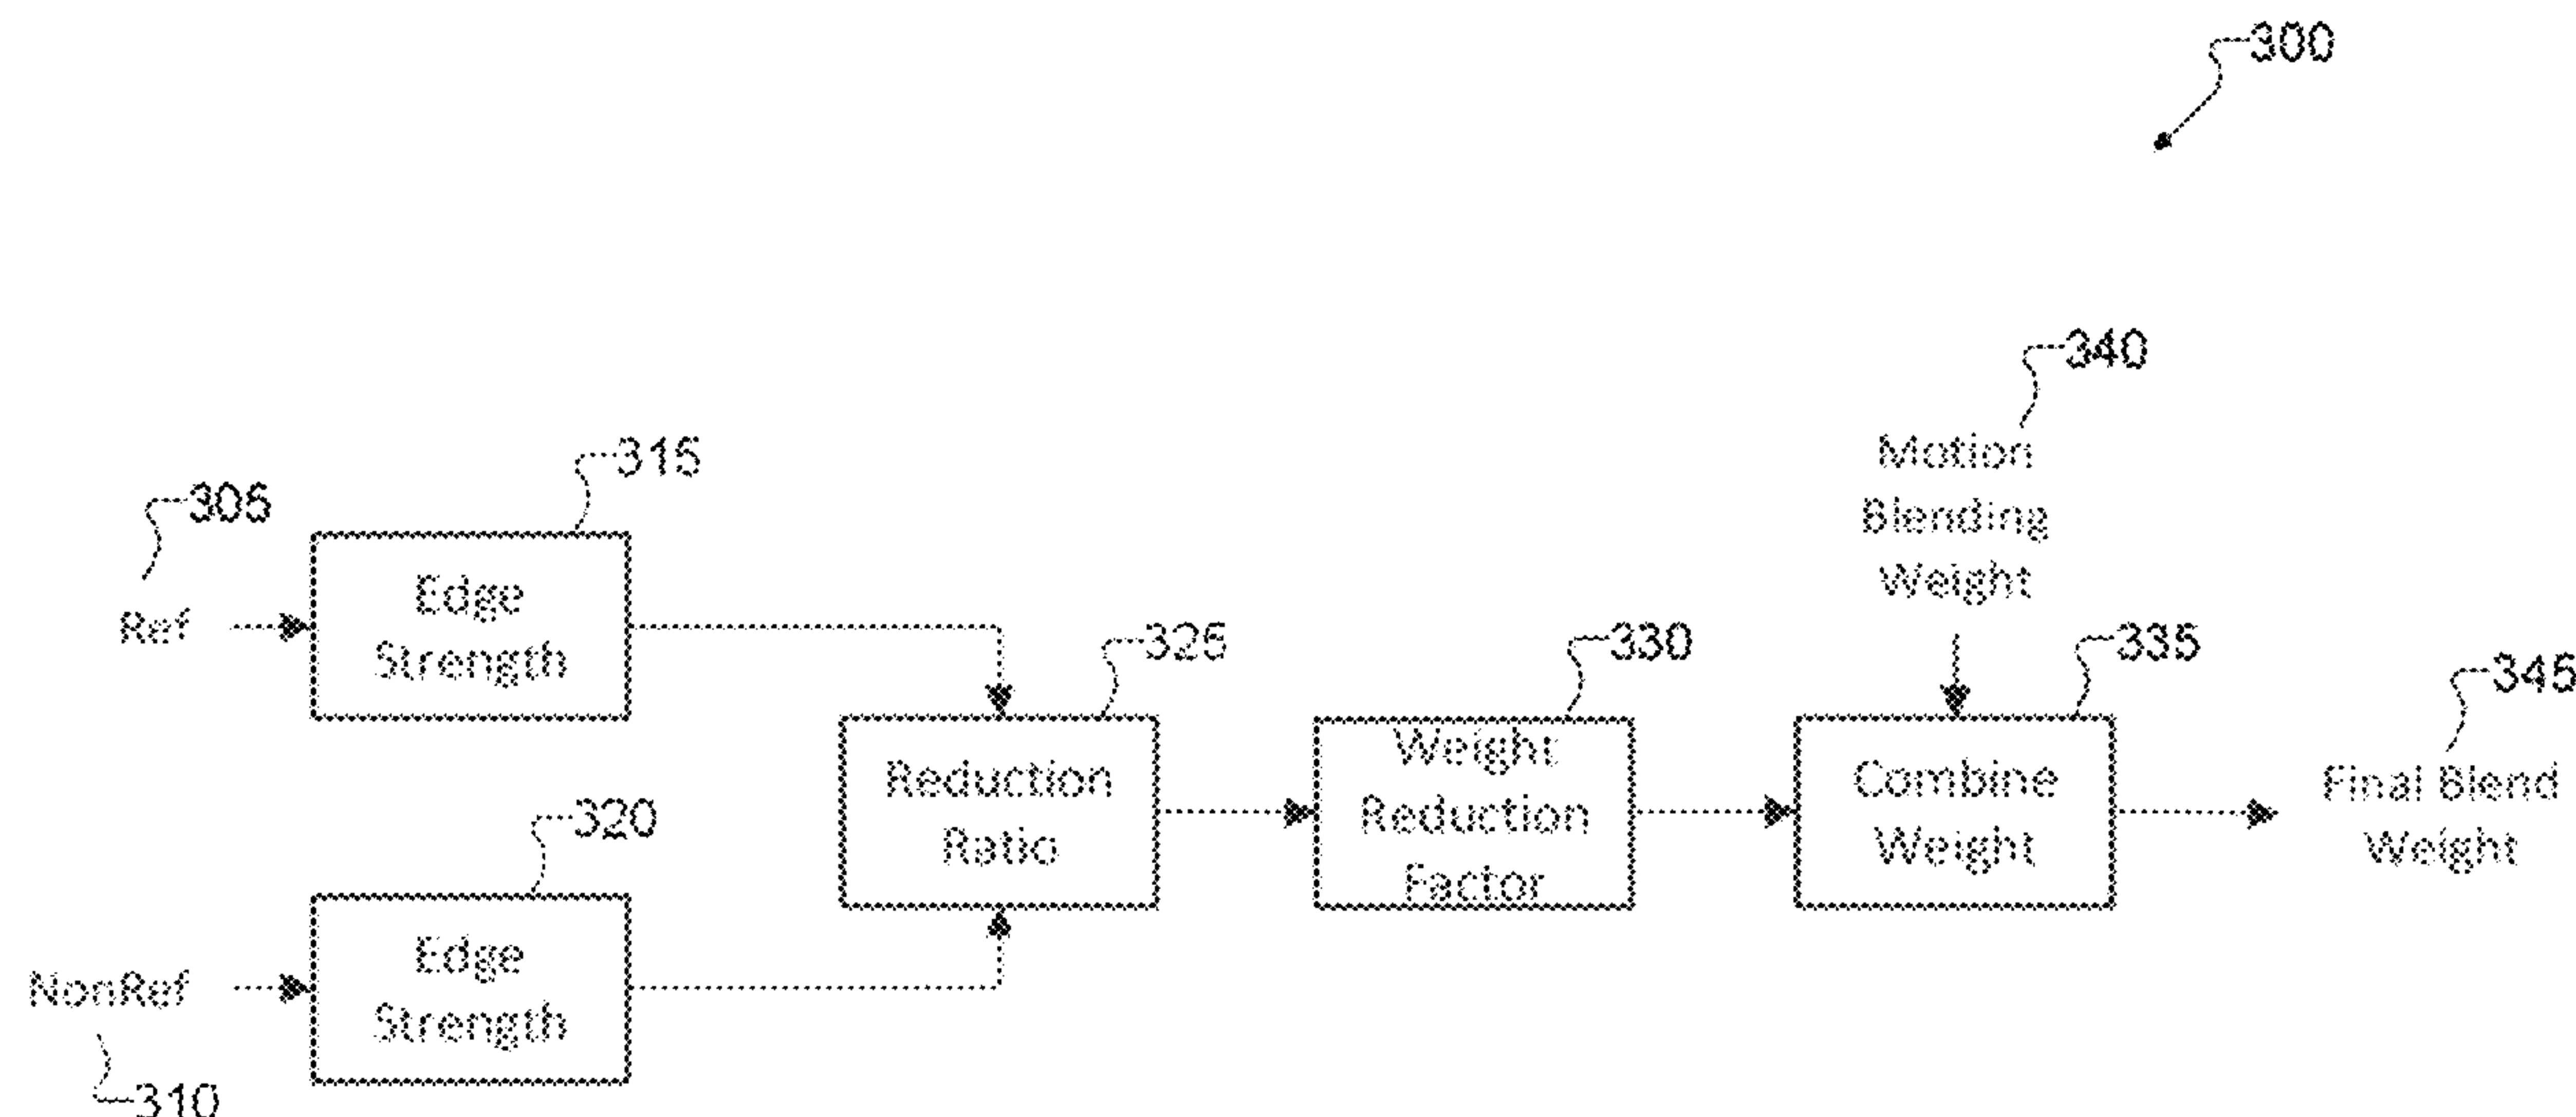 300
340
Motion
Blending
Weight
315
305
Edge
Strength
Ref
325
330
335
345
Weight
Reduction
Factor
Reduction
Ratio
Combine
Weight
Final Blend
Weight
320
Edge
Strength
NonRef
310